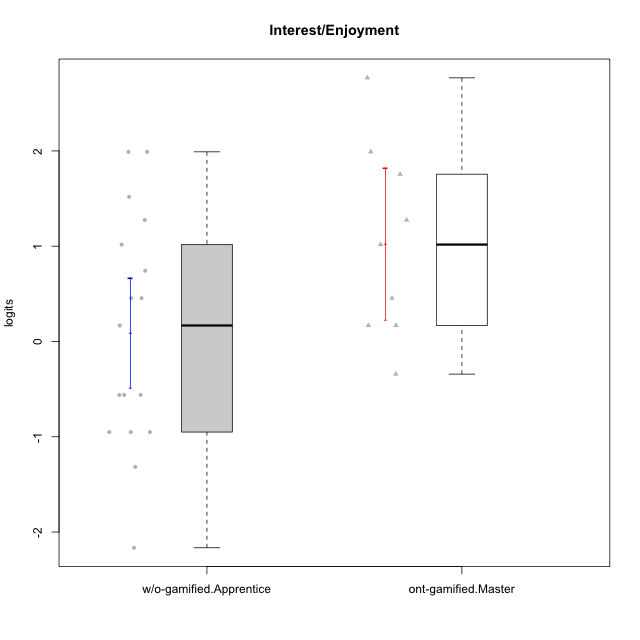 Interest/Enjoyment
logits
2
1
0
-1
-2
w/o-gamified.Apprentice
ont-gamified.Master